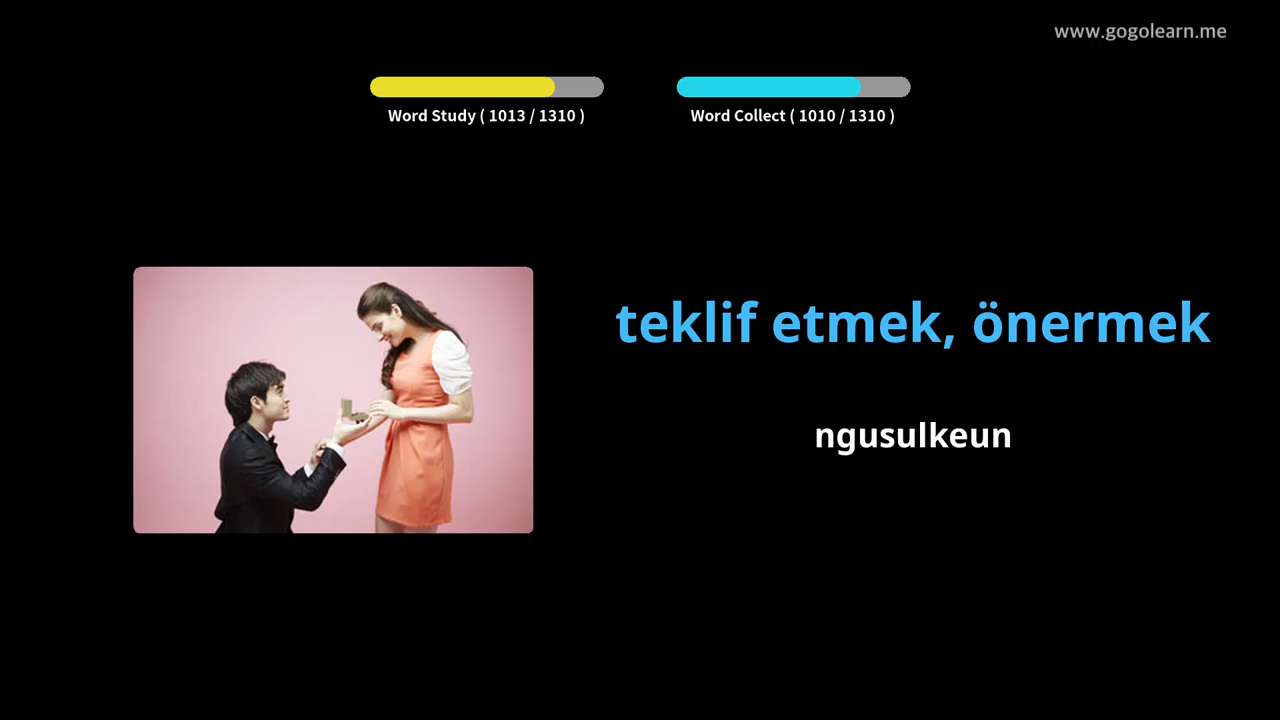 www.gogolearn.me
Word Study ( 1013 / 1310 )
Word Collect ( 1010 / 1310 )
teklif etmek, önermek
ngusulkeun